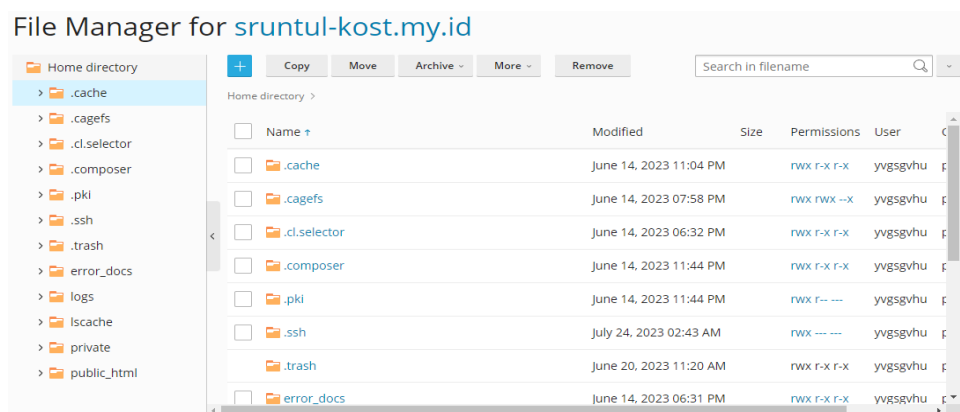 File Manager for sruntul-kost.my.id
Home directory
.cache
.cagefs
.cl.selector
.composer
.pki
.ssh
.trash
error_docs
logs
lscache
private
public_html
+ Copy Move Archive More Remove Search in filename
Home directory >
Name ↑ Modified Size Permissions User
.cache June 14, 2023 11:04 PM rwx r-x r-x yvgsgvhu
.cagefs June 14, 2023 07:58 PM rwx rwx --x yvgsgvhu
.cl.selector June 14, 2023 06:32 PM rwx r-x r-x yvgsgvhu
.composer June 14, 2023 11:44 PM rwx r-x r-x yvgsgvhu
.pki June 14, 2023 11:44 PM rwx r-- --- yvgsgvhu
.ssh July 24, 2023 02:43 AM rwx --- --- yvgsgvhu
.trash June 20, 2023 11:20 AM rwx r-x r-x yvgsgvhu
error_docs June 14, 2023 06:31 PM rwx r-x r-x yvgsgvhu